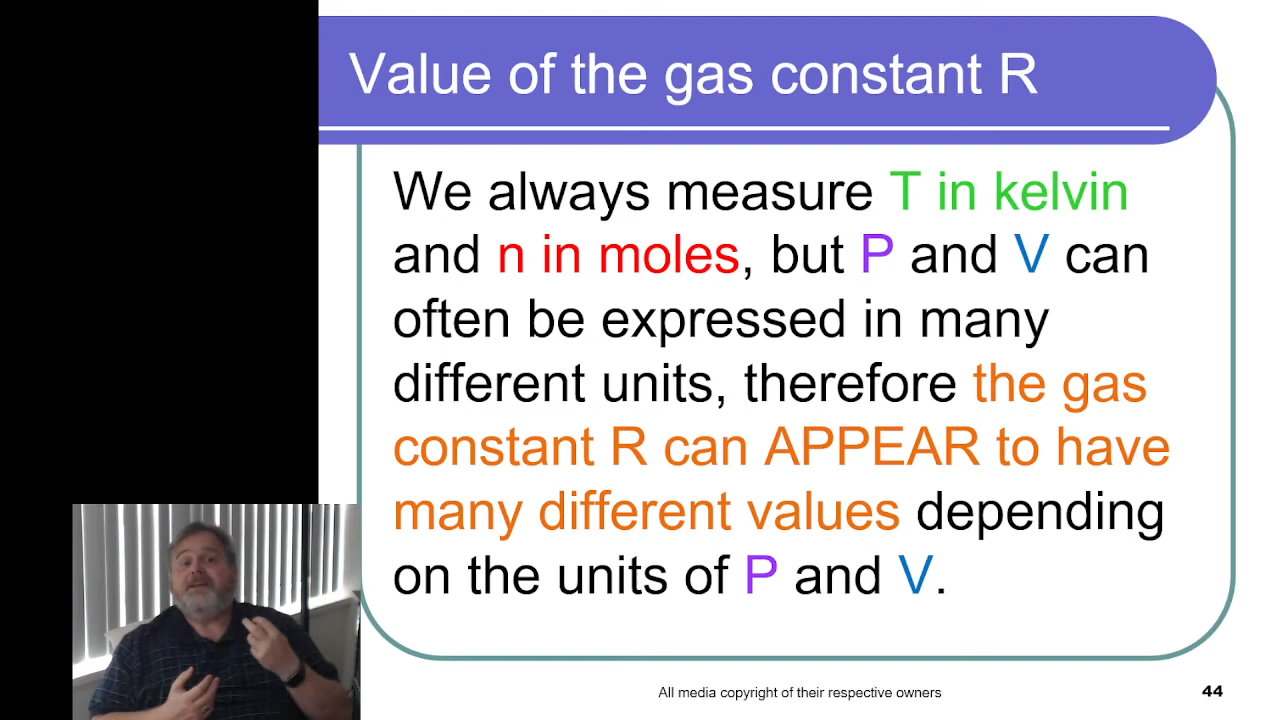 Value of the gas constant R
We always measure T in kelvin
and n in moles, but P and V can
often be expressed in many
different units, therefore the gas
constant R can APPEAR to have
many different values depending
on the units of P and V.
All media copyright of their respective owners
44